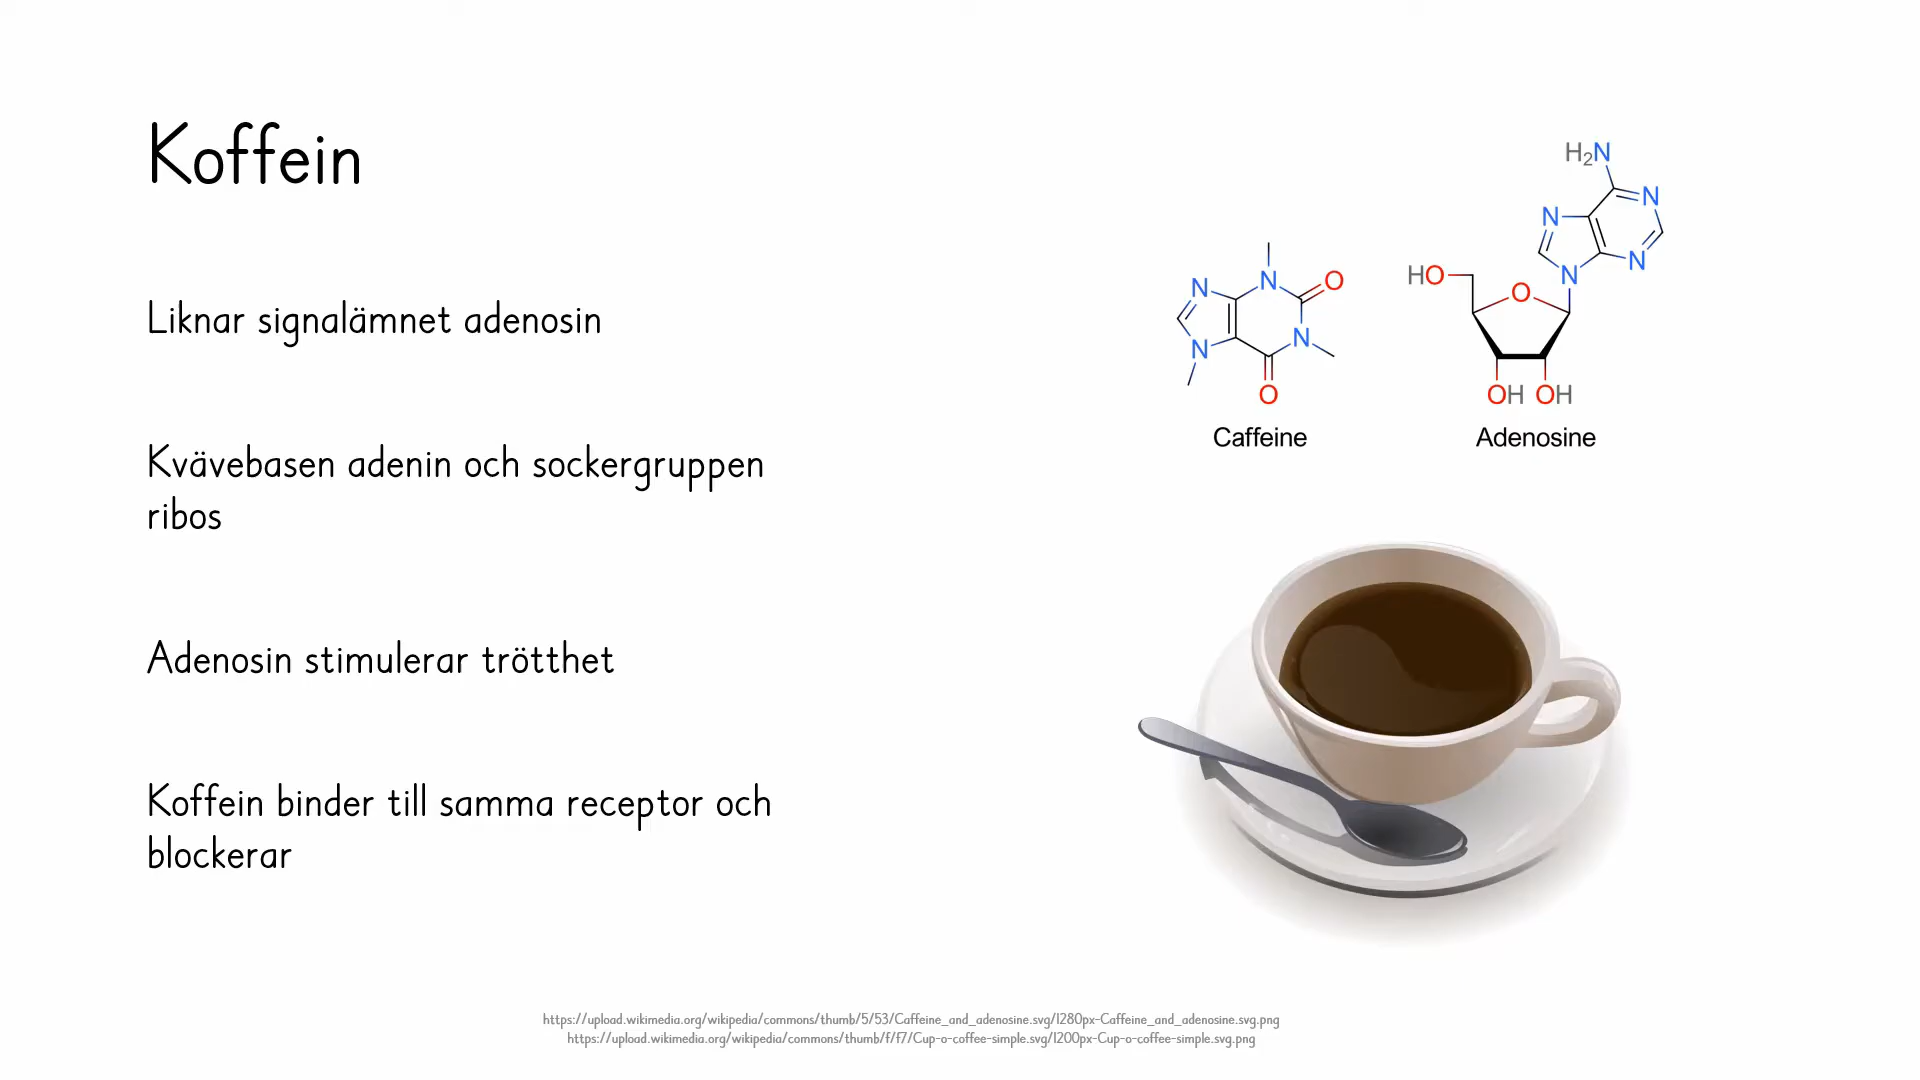 Koffein
Liknar signalämnet adenosin
Kvävebasen adenin och sockergruppen
ribos
Adenosin stimulerar trötthet
Koffein binder till samma receptor och
blockerar
N
N
O
N
N
O
Caffeine
H₂N
N
N
N
N
HO
O
OH OH
Adenosine
https://upload.wikimedia.org/wikipedia/commons/thumb/5/53/Caffeine_and_adenosine.svg/1280px-Caffeine_and_adenosine.svg.png
https://upload.wikimedia.org/wikipedia/commons/thumb/f/f7/Cup-o-coffee-simple.svg/1200px-Cup-o-coffee-simple.svg.png